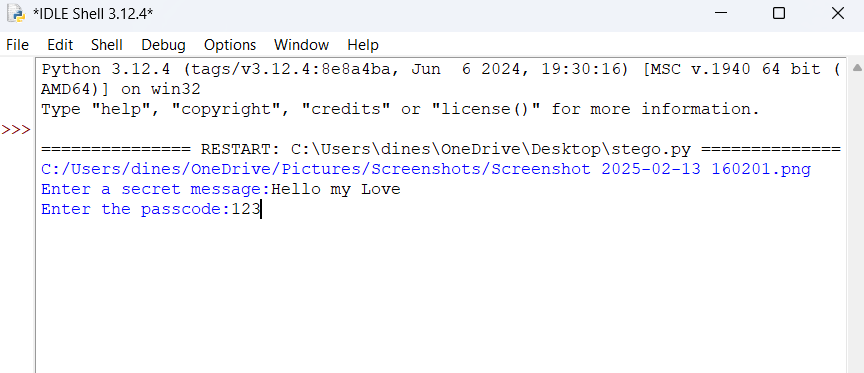 *IDLE Shell 3.12.4*
File Edit Shell Debug Options Window Help
Python 3.12.4 (tags/v3.12.4:8e8a4ba, Jun  6 2024, 19:30:16) [MSC v.1940 64 bit (
AMD64)] on win32
Type "help", "copyright", "credits" or "license()" for more information.
>>>
=============== RESTART: C:\Users\dines\OneDrive\Desktop\stego.py ==============
C:/Users/dines/OneDrive/Pictures/Screenshots/Screenshot 2025-02-13 160201.png
Enter a secret message:Hello my Love
Enter the passcode:123